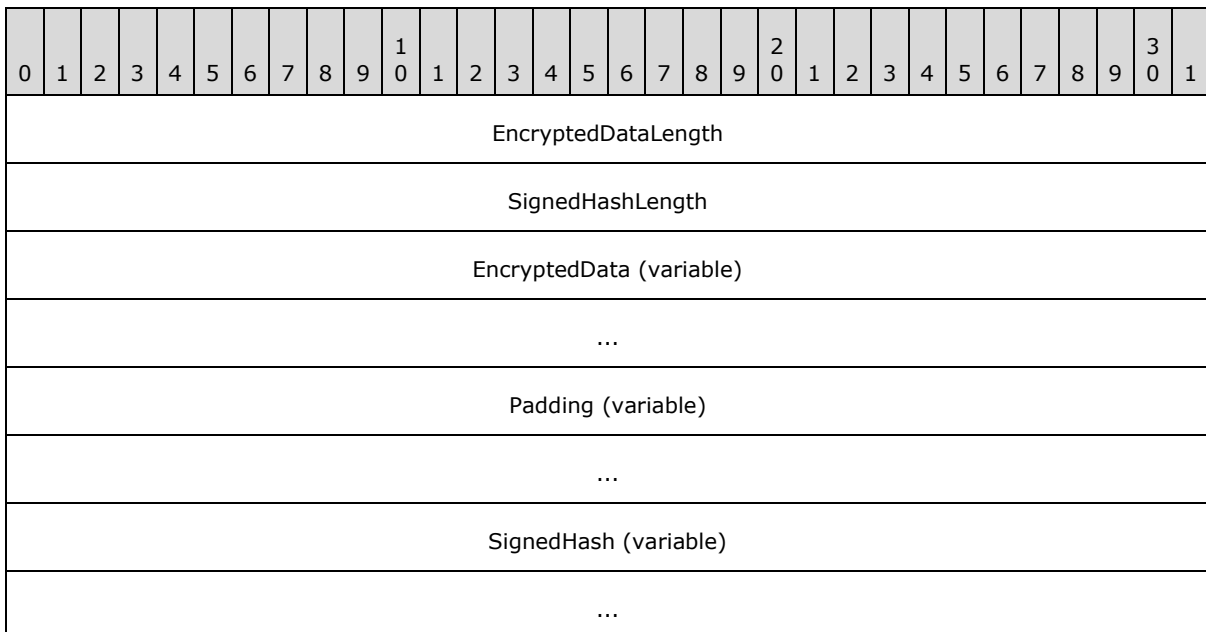 0 1 2 3 4 5 6 7 8 9 1 0 1 2 3 4 5 6 7 8 9 2 0 1 2 3 4 5 6 7 8 9 3 0 1
EncryptedDataLength
SignedHashLength
EncryptedData (variable)
...
Padding (variable)
...
SignedHash (variable)
...